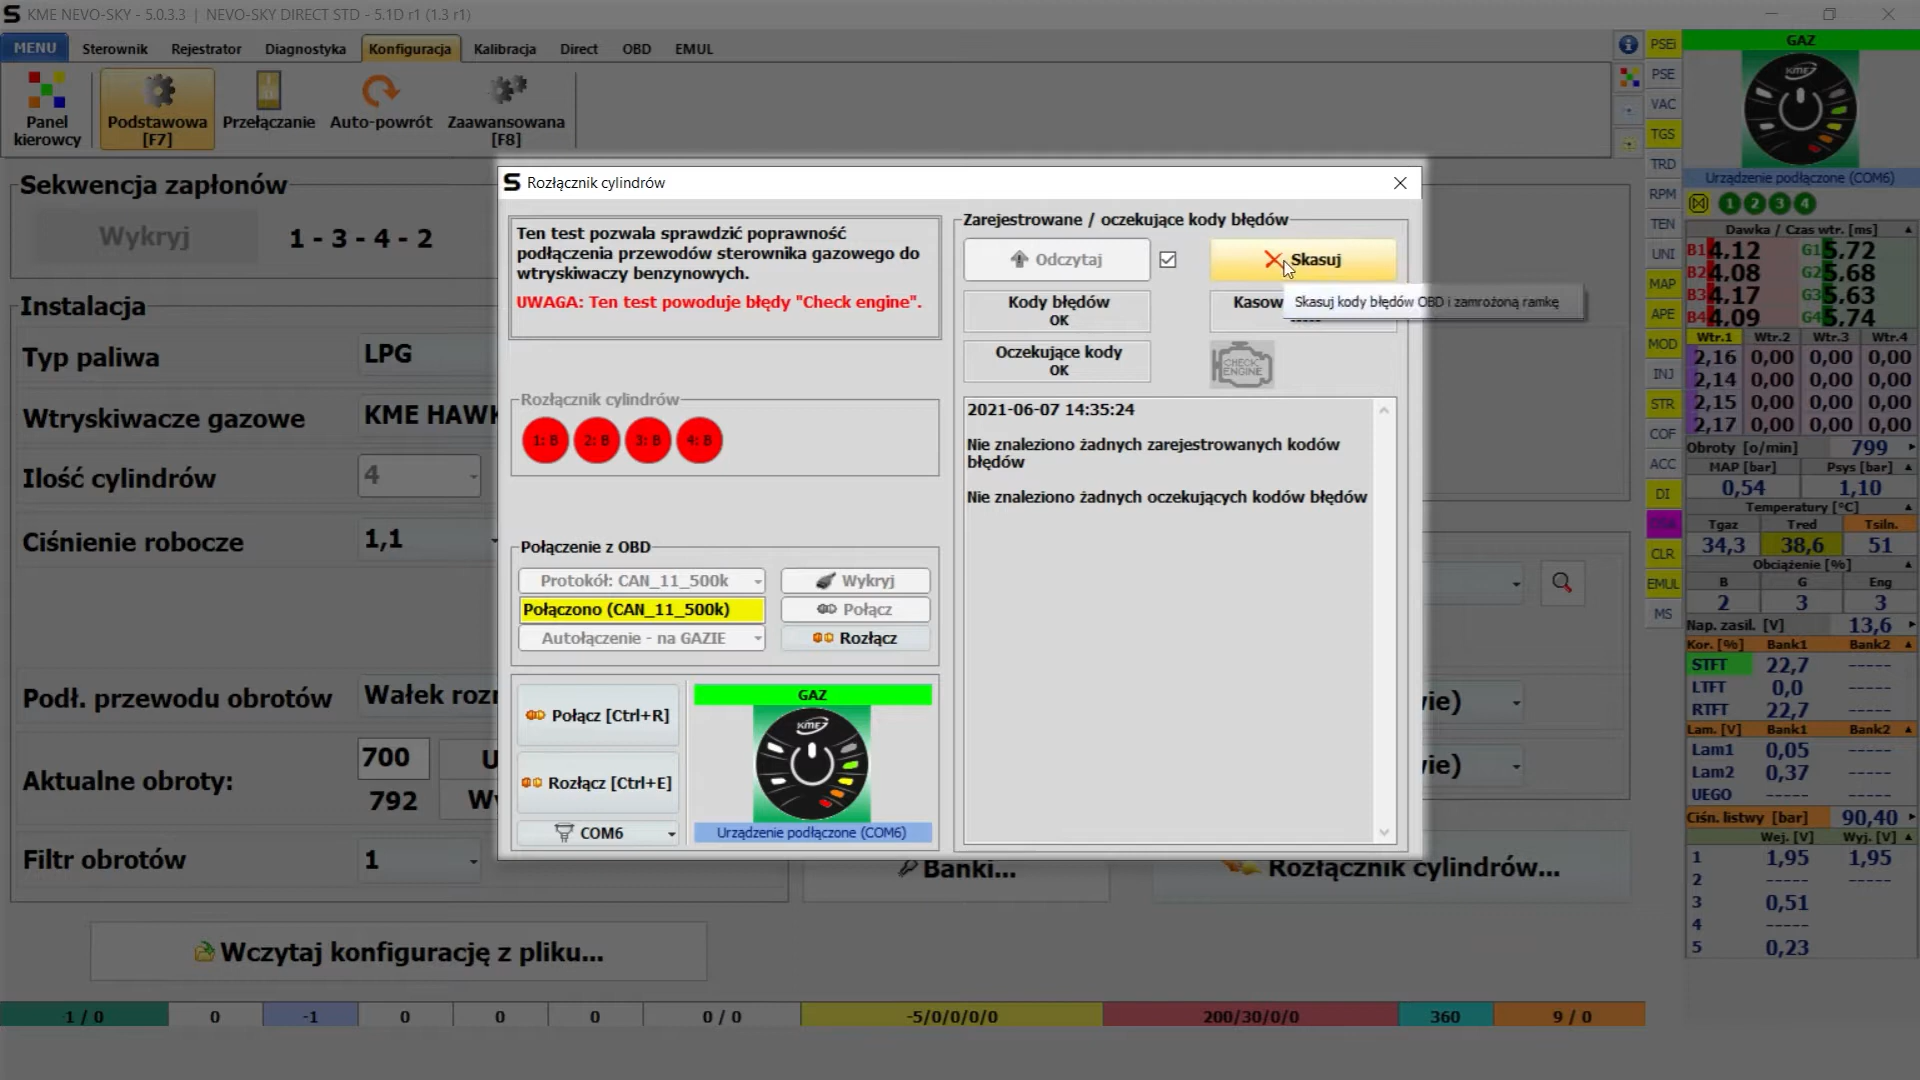 KME NEVO-SKY - 5.0.3.3 | NEVO-SKY DIRECT STD - 5.1D r1 (1.3 r1)
MENU Sterownik Rejestrator Diagnostyka Konfiguracja Kalibracja Direct OBD EMUL
Panel kierowcy
Podstawowa [F7]
Przełączanie
Auto-powrót
Zaawansowana [F8]
Sekwencja zapłonów
Wykryj 1 - 3 - 4 - 2
Instalacja
Typ paliwa LPG
Wtryskiwacze gazowe KME HAWK
Ilość cylindrów 4
Ciśnienie robocze 1,1
Podł. przewodu obrotów Wałek
Aktualne obroty: 700
792
Filtr obrotów 1
Wczytaj konfigurację z pliku...
Banki...
Rozłącznik cylindrów...
Rozłącznik cylindrów
Ten test pozwala sprawdzić poprawność
podłączenia przewodów sterownika gazowego do
wtryskiwaczy benzynowych.
UWAGA: Ten test powoduje błędy "Check engine".
Rozłącznik cylindrów
1: B 2: B 3: B 4: B
Połączenie z OBD
Protokół: CAN_11_500k Wykryj
Połączono (CAN_11_500k) Połącz
Autołączenie - na GAZIE Rozłącz
Połącz [Ctrl+R]
Rozłącz [Ctrl+E]
COM6
GAZ
KME
Urządzenie podłączone (COM6)
Zarejestrowane / oczekujące kody błędów
Odczytaj Skasuj
Kody błędów
OK
Kasow
-----
Skasuj kody błędów OBD i zamrożoną ramkę
Oczekujące kody
OK
CHECK ENGINE
2021-06-07 14:35:24
Nie znaleziono żadnych zarejestrowanych kodów
błędów
Nie znaleziono żadnych oczekujących kodów błędów
wie)
wie)
PSEi
PSE
VAC
TGS
TRD
RPM
TEN
UNI
MAP
APE
MOD
INJ
STR
COF
ACC
DI
CLR
EMUL
MS
GAZ
KME
Urządzenie podłączone (COM6)
1 2 3 4
Dawka / Czas wtr. [ms]
B1 4.12 G1 5.72
B2 4.08 G2 5.68
B3 4.17 G3 5.63
B4 4.09 G4 5.74
Wtr.1 Wtr.2 Wtr.3 Wtr.4
2,16 0,00 0,00 0,00
2,14 0,00 0,00 0,00
2,15 0,00 0,00 0,00
2,17 0,00 0,00 0,00
Obroty [o/min] 799
MAP [bar] Psys [bar]
0,54 1,10
Temperatury [°C]
Tgaz Tred Tsiln.
34,3 38,6 51
Obciążenie [%]
B G Eng
2 3 3
Nap. zasil. [V] 13,6
Kor. [%] Bank1 Bank2
STFT 22,7 -----
LTFT 0,0 -----
RTFT 22,7 -----
Lam. [V] Bank1 Bank2
Lam1 0,05 -----
Lam2 0,37 -----
UEGO ----- -----
Ciśn. listwy [bar] 90,40
Wej. [V] Wyj. [V]
1 1,95 1,95
2 ----- -----
3 0,51
4 -----
5 0,23
-1 / 0 0 -1 0 0 0 0 / 0 -5/0/0/0/0 200/30/0/0 360 9 / 0